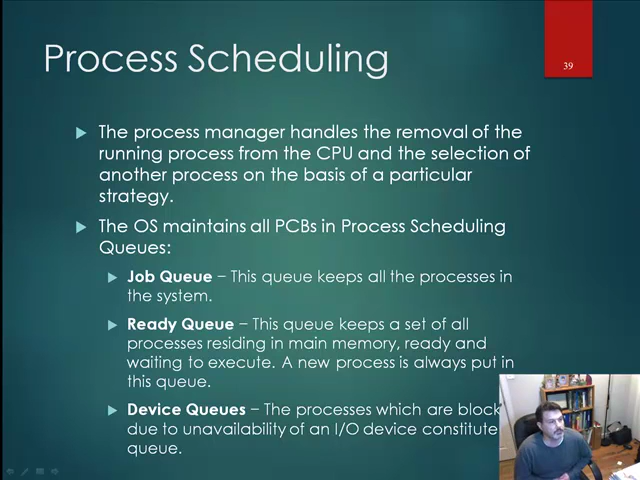 Process Scheduling
39
The process manager handles the removal of the
running process from the CPU and the selection of
another process on the basis of a particular
strategy.
The OS maintains all PCBs in Process Scheduling
Queues:
Job Queue − This queue keeps all the processes in
the system.
Ready Queue − This queue keeps a set of all
processes residing in main memory, ready and
waiting to execute. A new process is always put in
this queue.
Device Queues − The processes which are block
due to unavailability of an I/O device constitute
queue.